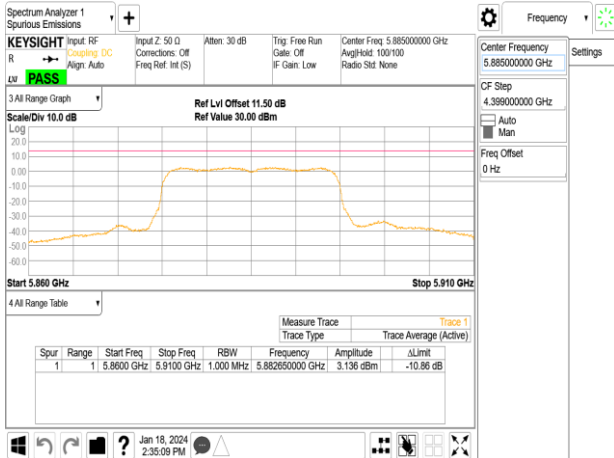 Spectrum Analyzer 1
Spurious Emissions
+
Frequency
KEYSIGHT
R
LXI
PASS
Input: RF
Coupling: DC
Align: Auto
Input Z: 50 Ω
Corrections: Off
Freq Ref: Int (S)
Atten: 30 dB
Trig: Free Run
Gate: Off
IF Gain: Low
Center Freq: 5.885000000 GHz
Avg|Hold: 100/100
Radio Std: None
Center Frequency
5.885000000 GHz
Settings
CF Step
4.399000000 GHz
Auto
Man
Freq Offset
0 Hz
3 All Range Graph
Scale/Div 10.0 dB
Ref Lvl Offset 11.50 dB
Ref Value 30.00 dBm
Log
20.0
10.0
0.00
-10.0
-20.0
-30.0
-40.0
-50.0
-60.0
Start 5.860 GHz
Stop 5.910 GHz
4 All Range Table
Measure Trace Trace 1
Trace Type Trace Average (Active)
Spur Range Start Freq Stop Freq RBW Frequency Amplitude ΔLimit
1 1 5.8600 GHz 5.9100 GHz 1.000 MHz 5.882650000 GHz 3.136 dBm -10.86 dB
?
Jan 18, 2024
2:35:09 PM